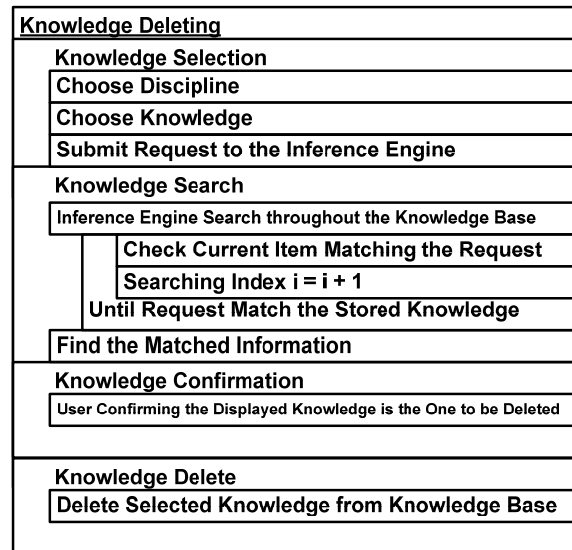 Knowledge Deleting
Knowledge Selection
Choose Discipline
Choose Knowledge
Submit Request to the Inference Engine
Knowledge Search
Inference Engine Search throughout the Knowledge Base
Check Current Item Matching the Request
Searching Index i = i + 1
Until Request Match the Stored Knowledge
Find the Matched Information
Knowledge Confirmation
User Confirming the Displayed Knowledge is the One to be Deleted
Knowledge Delete
Delete Selected Knowledge from Knowledge Base